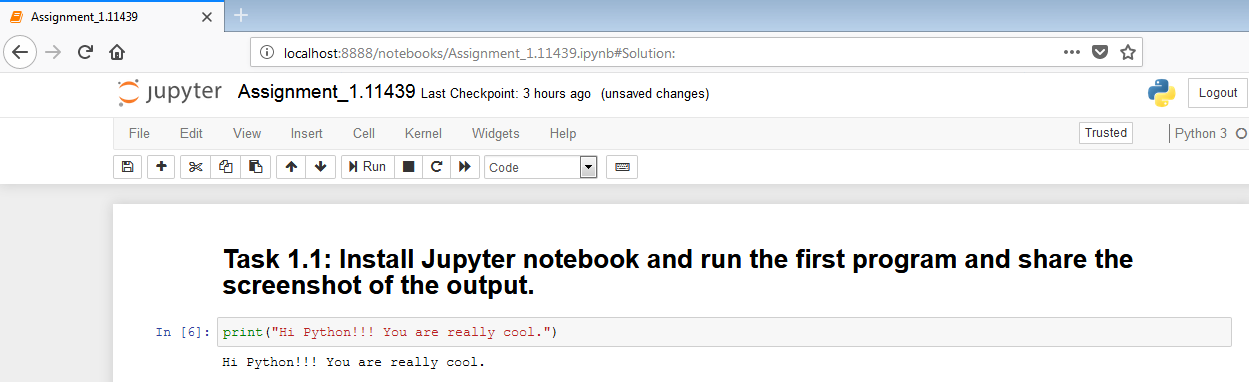 Assignment_1.11439
localhost:8888/notebooks/Assignment_1.11439.ipynb#Solution:
jupyter Assignment_1.11439 Last Checkpoint: 3 hours ago (unsaved changes) Logout
File Edit View Insert Cell Kernel Widgets Help Trusted Python 3
Run Code
Task 1.1: Install Jupyter notebook and run the first program and share the
screenshot of the output.
In [6]: print("Hi Python!!! You are really cool.")
Hi Python!!! You are really cool.